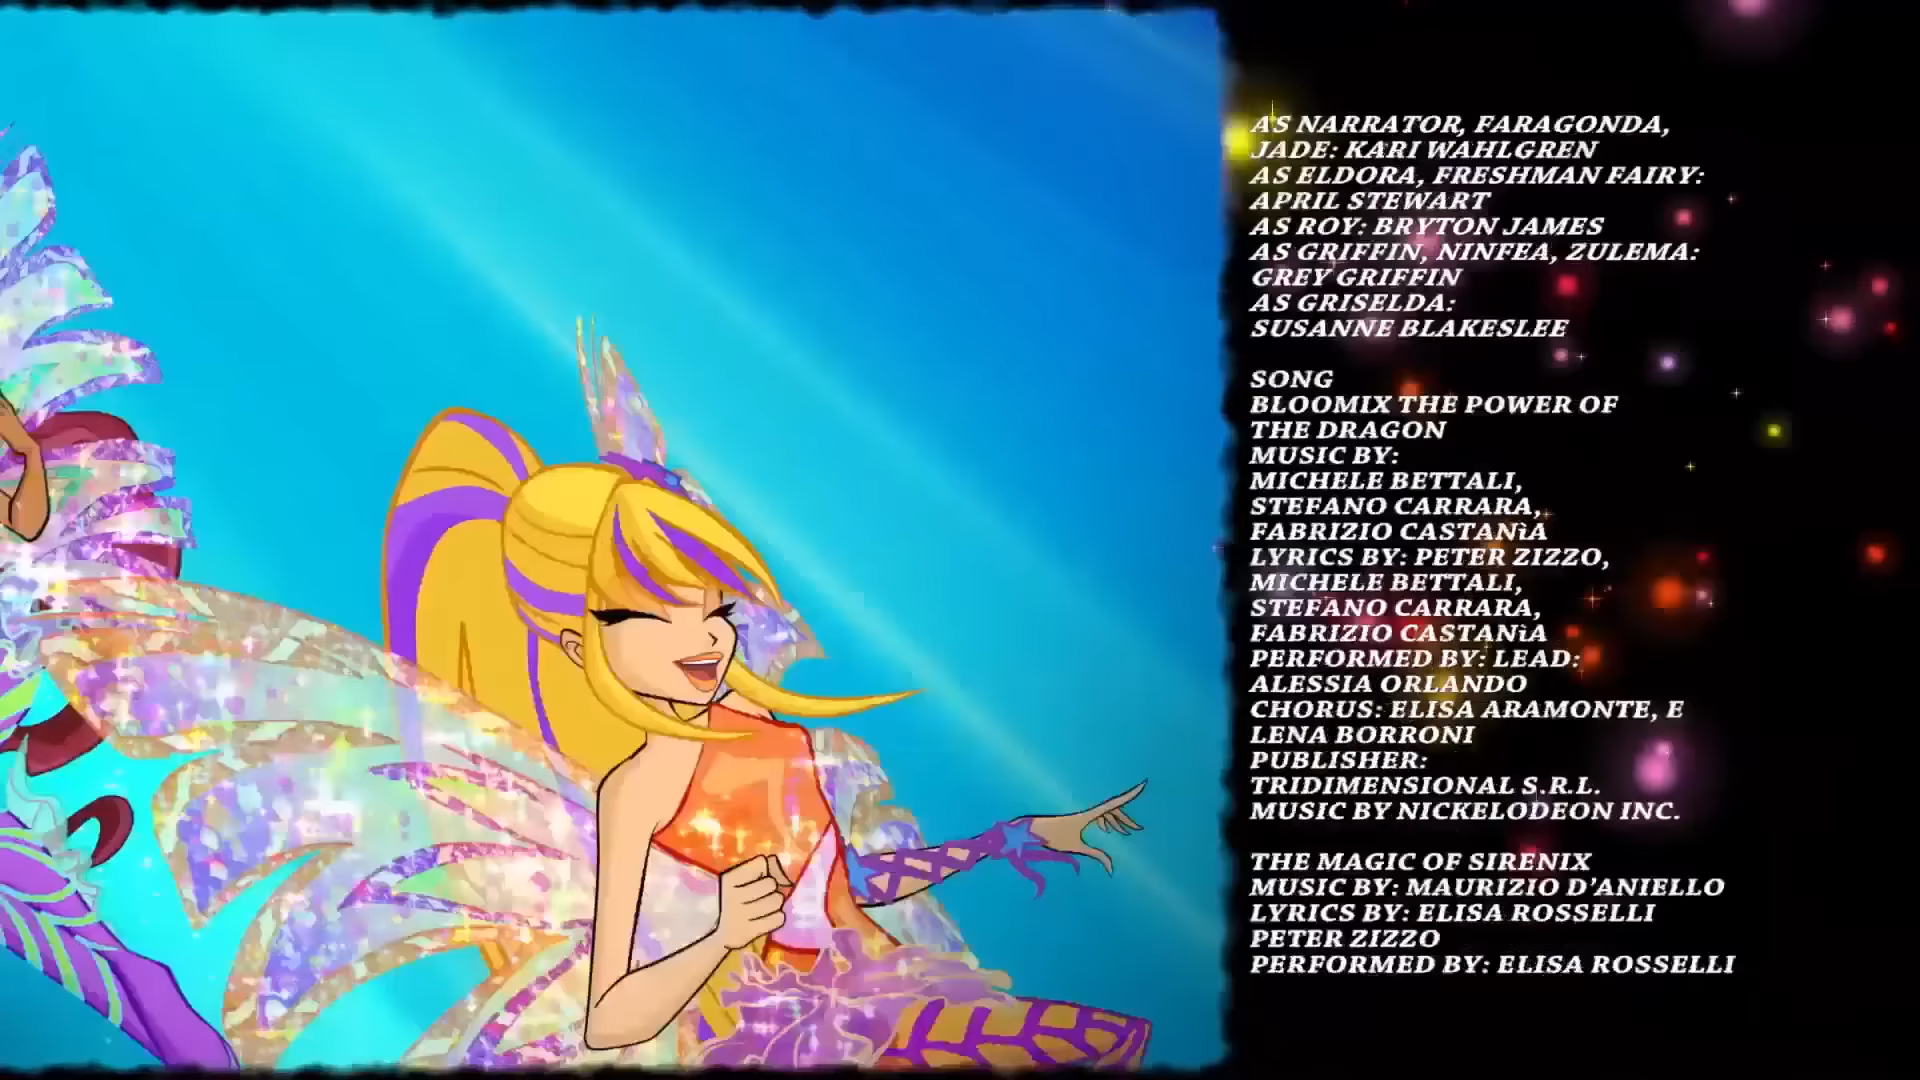 AS NARRATOR, FARAGONDA,
JADE: KARI WAHLGREN
AS ELDORA, FRESHMAN FAIRY:
APRIL STEWART
AS ROY: BRYTON JAMES
AS GRIFFIN, NINFEA, ZULEMA:
GREY GRIFFIN
AS GRISELDA:
SUSANNE BLAKESLEE
SONG
BLOOMIX THE POWER OF
THE DRAGON
MUSIC BY:
MICHELE BETTALI,
STEFANO CARRARA,
FABRIZIO CASTANìA
LYRICS BY: PETER ZIZZO,
MICHELE BETTALI,
STEFANO CARRARA,
FABRIZIO CASTANìA
PERFORMED BY: LEAD:
ALESSIA ORLANDO
CHORUS: ELISA ARAMONTE, E
LENA BORRONI
PUBLISHER:
TRIDIMENSIONAL S.R.L.
MUSIC BY NICKELODEON INC.
THE MAGIC OF SIRENIX
MUSIC BY: MAURIZIO D'ANIELLO
LYRICS BY: ELISA ROSSELLI
PETER ZIZZO
PERFORMED BY: ELISA ROSSELLI